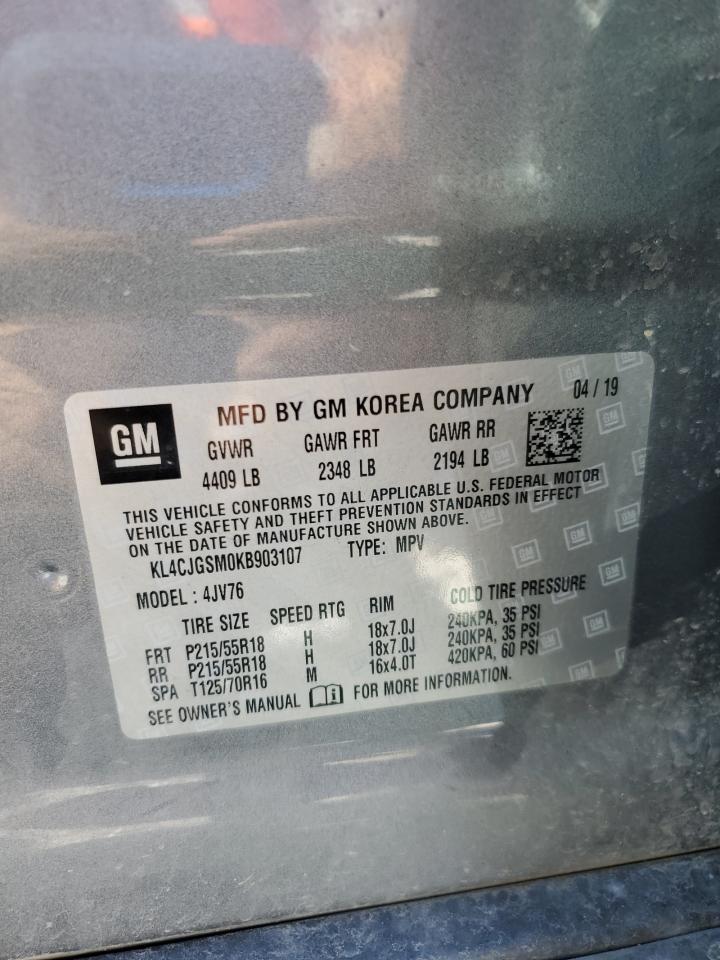 GM
MFD BY GM KOREA COMPANY 04 / 19
GVWR GAWR FRT GAWR RR
4409 LB 2348 LB 2194 LB
THIS VEHICLE CONFORMS TO ALL APPLICABLE U.S. FEDERAL MOTOR
VEHICLE SAFETY AND THEFT PREVENTION STANDARDS IN EFFECT
ON THE DATE OF MANUFACTURE SHOWN ABOVE.
KL4CJGSM0KB903107 TYPE: MPV
MODEL : 4JV76
TIRE SIZE SPEED RTG RIM COLD TIRE PRESSURE
FRT P215/55R18 H 18x7.0J 240KPA, 35 PSI
RR P215/55R18 H 18x7.0J 240KPA, 35 PSI
SPA T125/70R16 M 16x4.0T 420KPA, 60 PSI
SEE OWNER'S MANUAL FOR MORE INFORMATION.